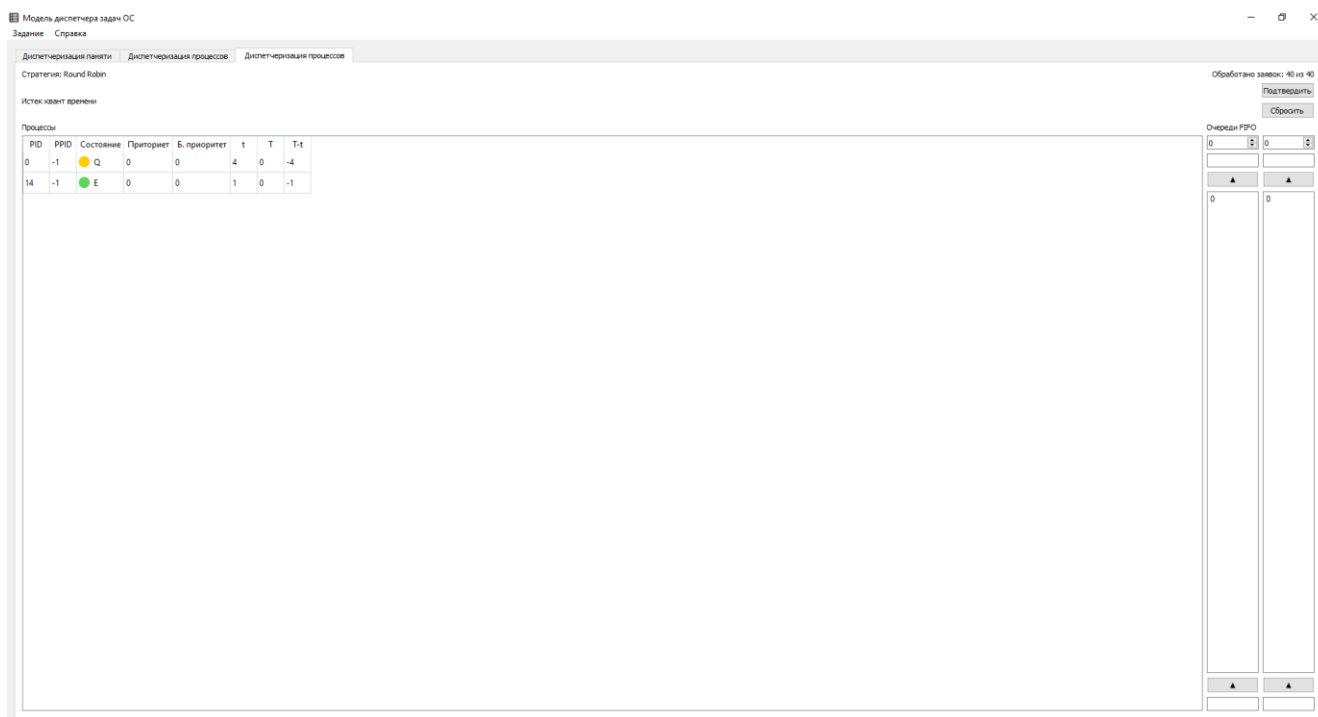 Модель диспетчера задач ОС
Задание Справка
Диспетчеризация памяти Диспетчеризация процессов Диспетчеризация процессов
Стратегия: Round Robin Обработано заявок: 40 из 40
Подтвердить
Истек квант времени
Сбросить
Процессы Очереди FIFO
PID PPID Состояние Приториет Б. приоритет t T T-t 0 0
0 -1 Q 0 0 4 0 -4
14 -1 E 0 0 1 0 -1 ▲ ▲
0 0
▲ ▲